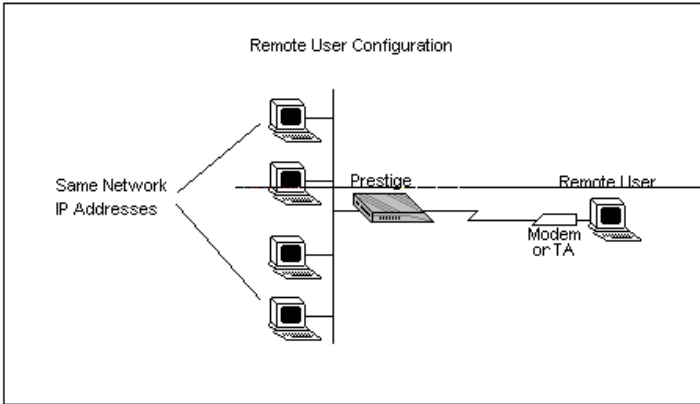 Remote User Configuration
Same Network
IP Addresses
Prestige
Remote User
Modem
or TA